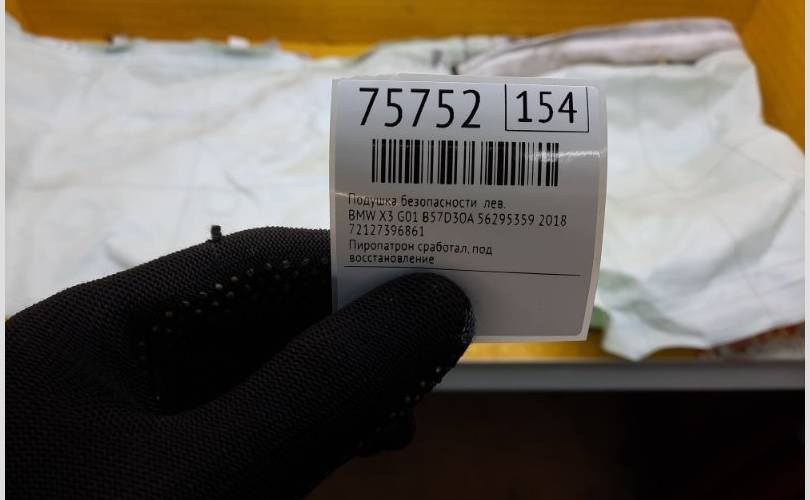 75752 154
Подушка безопасности лев.
BMW X3 G01 B57D30A 56295359 2018
72127396861
Пиропатрон сработал, под
восстановление